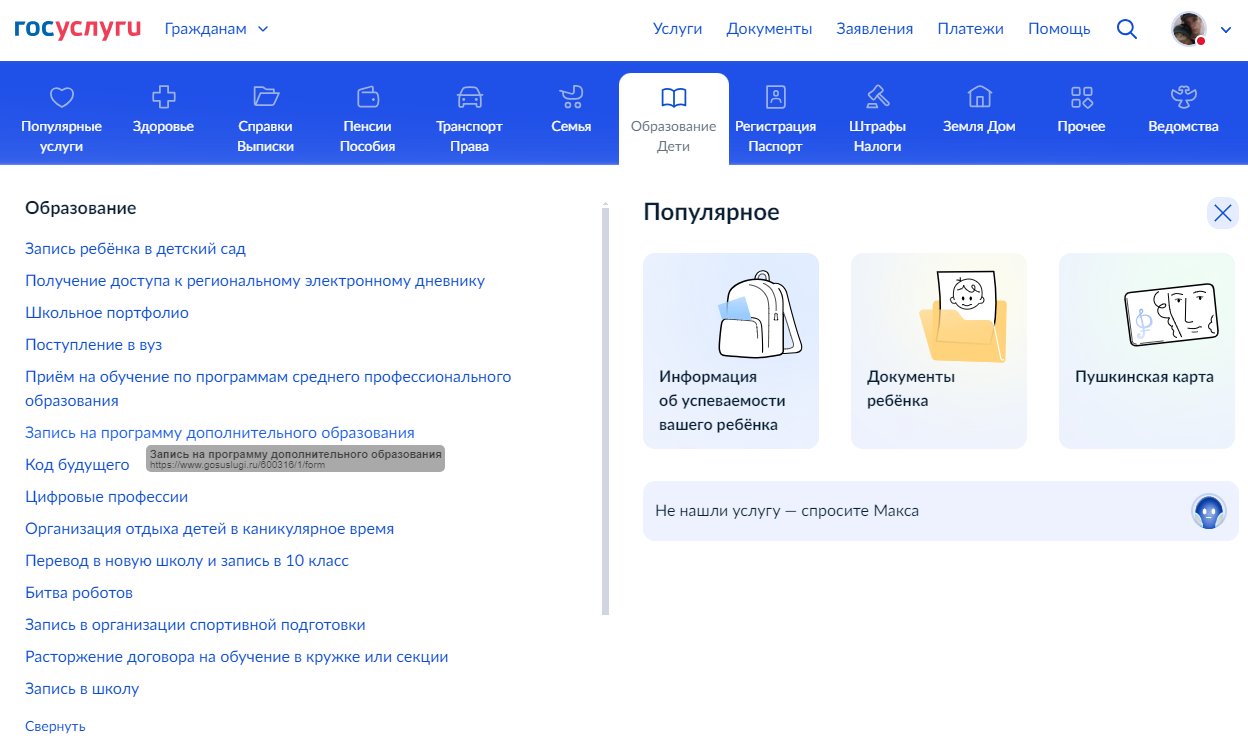 госуслуги
Гражданам
Услуги
Документы
Заявления
Платежи
Помощь
Популярные
услуги
Здоровье
Справки
Выписки
Пенсии
Пособия
Транспорт
Права
Семья
Образование
Дети
Регистрация
Паспорт
Штрафы
Налоги
Земля Дом
Прочее
Ведомства
Образование
Запись ребёнка в детский сад
Получение доступа к региональному электронному дневнику
Школьное портфолио
Поступление в вуз
Приём на обучение по программам среднего профессионального
образования
Запись на программу дополнительного образования
Запись на программу дополнительного образования
https://www.gosuslugi.ru/600316/1/form
Код будущего
Цифровые профессии
Организация отдыха детей в каникулярное время
Перевод в новую школу и запись в 10 класс
Битва роботов
Запись в организации спортивной подготовки
Расторжение договора на обучение в кружке или секции
Запись в школу
Свернуть
Популярное
Информация
об успеваемости
вашего ребёнка
Документы
ребёнка
Пушкинская карта
Не нашли услугу — спросите Макса